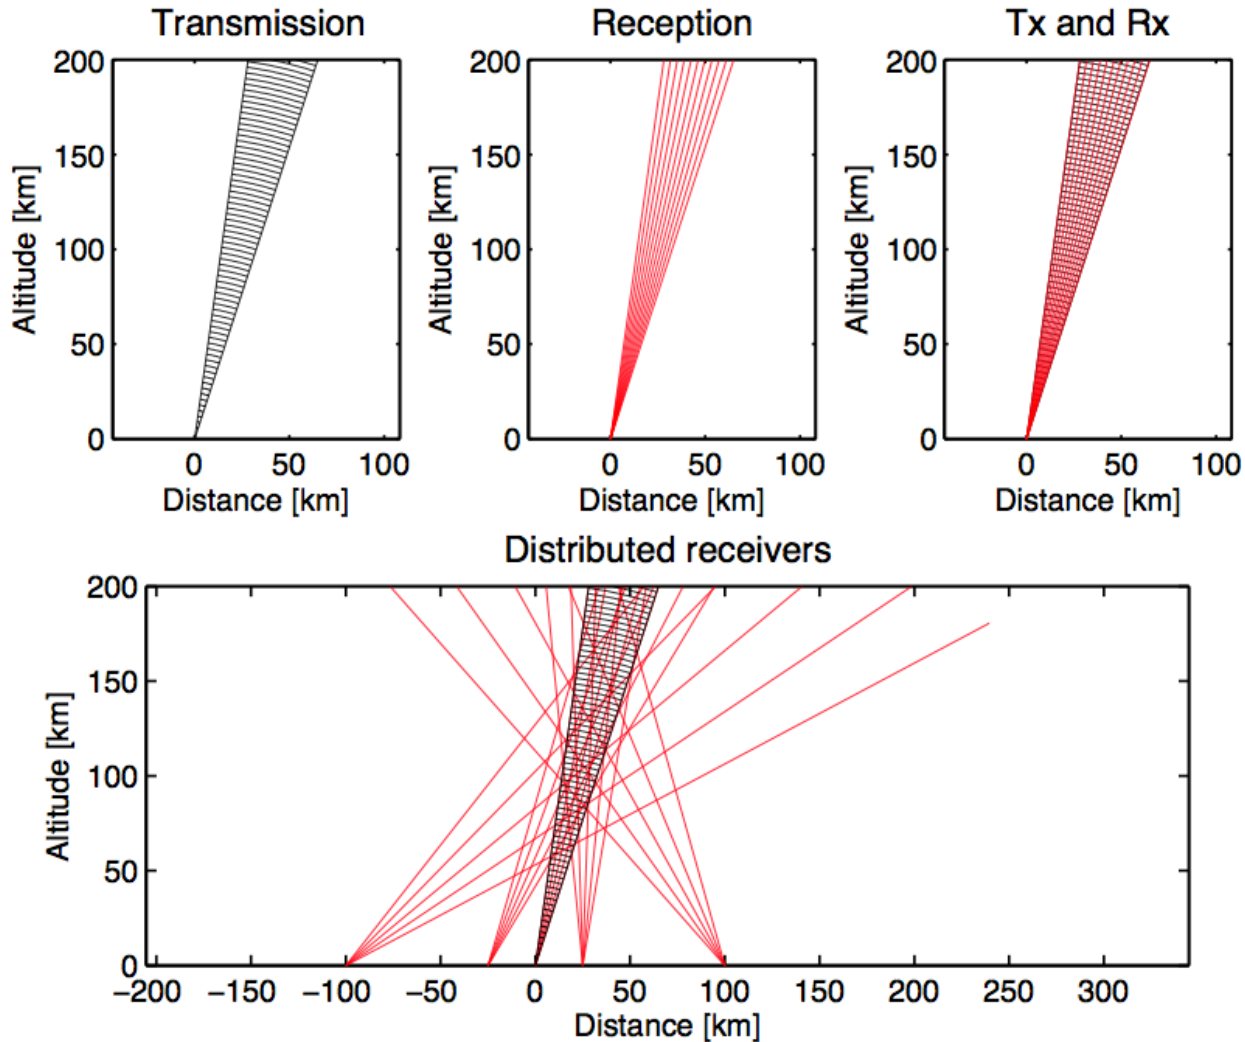 Transmission
Reception
Tx and Rx
200
150
100
50
0
Altitude [km]
0 50 100
Distance [km]
200
150
100
50
0
Altitude [km]
0 50 100
Distance [km]
200
150
100
50
0
Altitude [km]
0 50 100
Distance [km]
Distributed receivers
200
150
100
50
0
Altitude [km]
−200 −150 −100 −50 0 50 100 150 200 250 300
Distance [km]